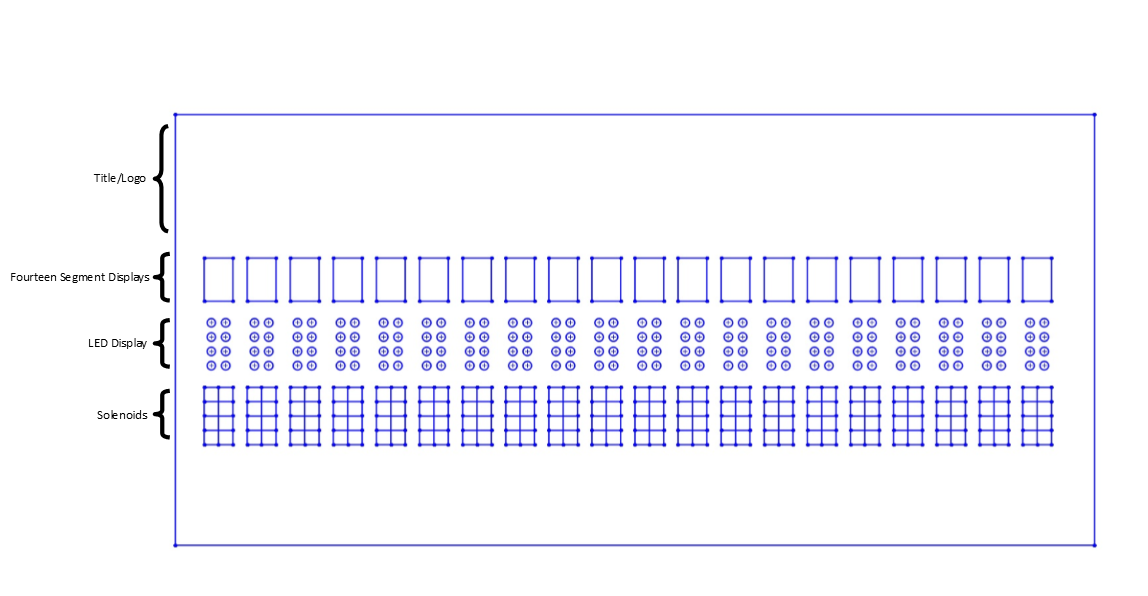 Title/Logo
Fourteen Segment Displays
LED Display
Solenoids